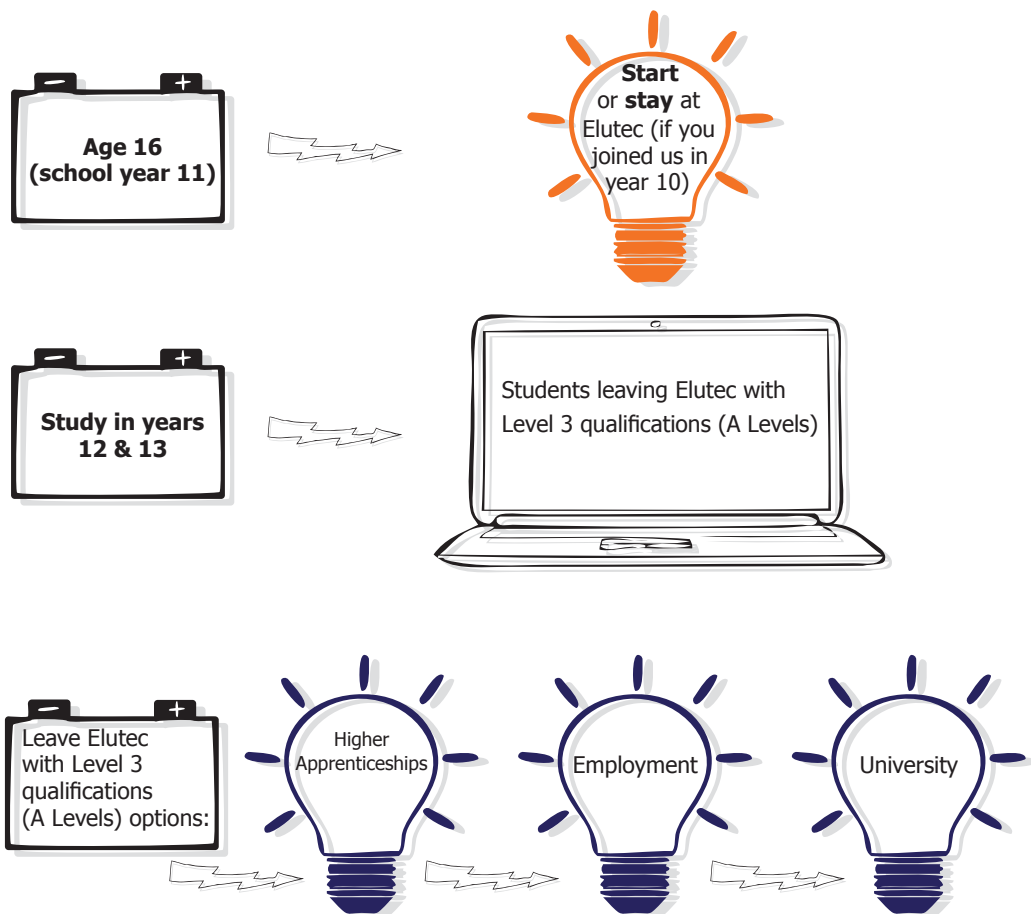 Age 16
(school year 11)
Start
or stay at
Elutec (if you
joined us in
year 10)
Study in years
12 & 13
Students leaving Elutec with
Level 3 qualifications (A Levels)
Leave Elutec
with Level 3
qualifications
(A Levels) options:
Higher
Apprenticeships
Employment
University